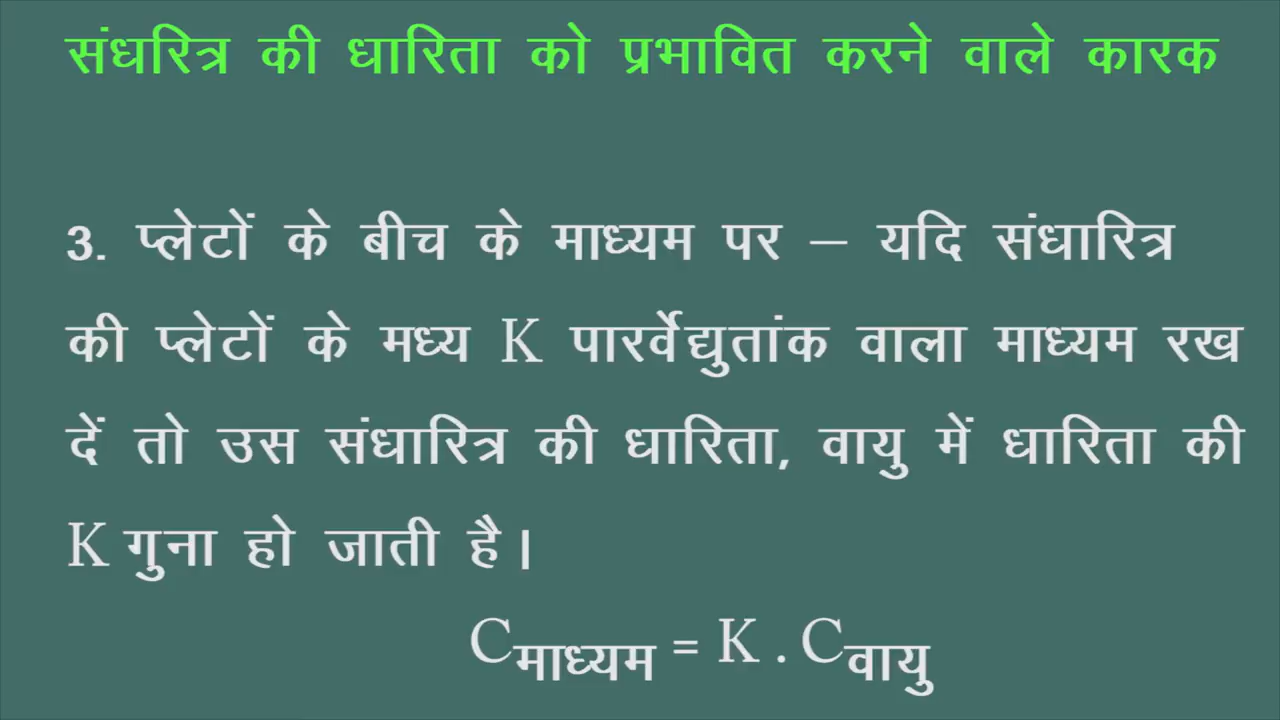 संधरित्र की धारिता को प्रभावित करने वाले कारक
3. प्लेटों के बीच के माध्यम पर – यदि संधारित्र
की प्लेटों के मध्य K पारर्वेद्युतांक वाला माध्यम रख
दें तो उस संधारित्र की धारिता, वायु में धारिता की
K गुना हो जाती है।
Cमाध्यम = K . Cवायु